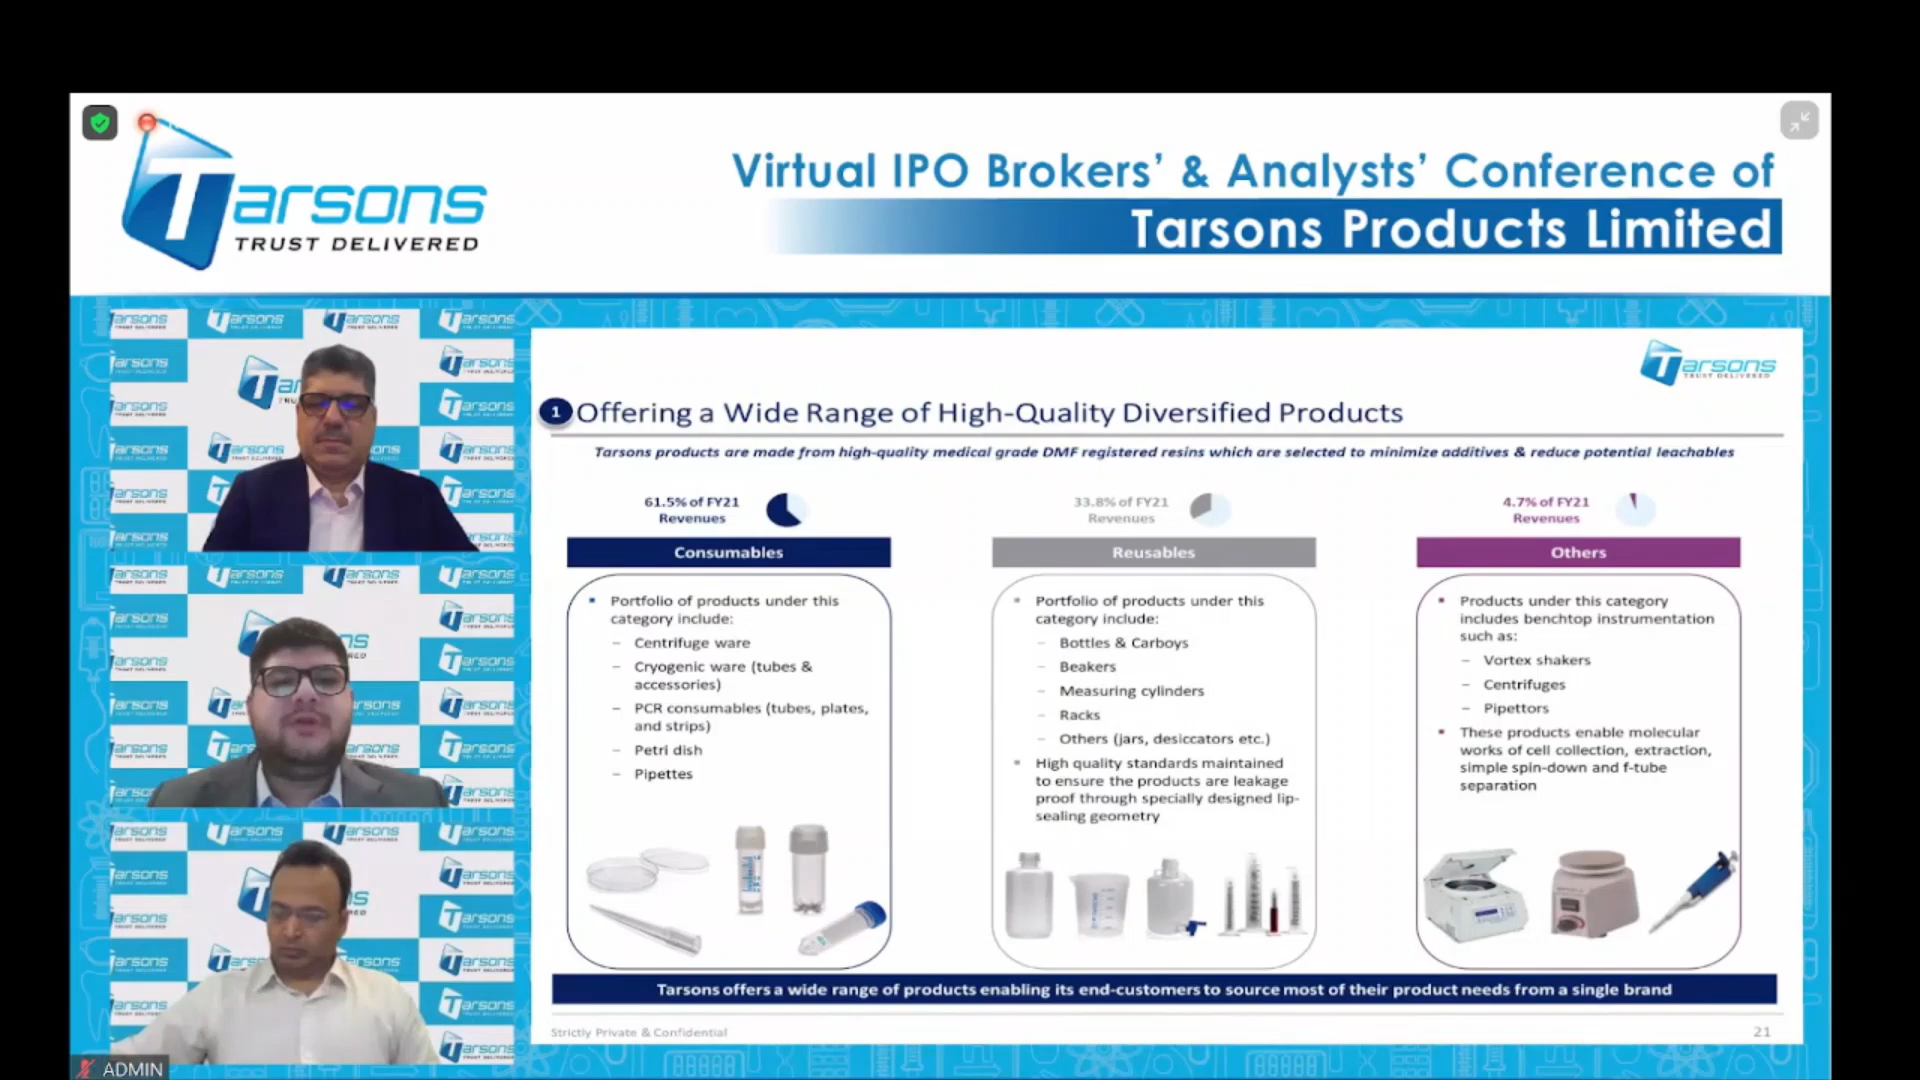 Tarsons
TRUST DELIVERED
Virtual IPO Brokers’ & Analysts’ Conference of
Tarsons Products Limited
Tarsons
TRUST DELIVERED
1 Offering a Wide Range of High-Quality Diversified Products
Tarsons products are made from high-quality medical grade DMF registered resins which are selected to minimize additives & reduce potential leachables
61.5% of FY21
Revenues
Consumables
▪ Portfolio of products under this
category include:
– Centrifuge ware
– Cryogenic ware (tubes &
accessories)
– PCR consumables (tubes, plates,
and strips)
– Petri dish
– Pipettes
33.8% of FY21
Revenues
Reusables
▪ Portfolio of products under this
category include:
– Bottles & Carboys
– Beakers
– Measuring cylinders
– Racks
– Others (jars, desiccators etc.)
▪ High quality standards maintained
to ensure the products are leakage
proof through specially designed lip-
sealing geometry
4.7% of FY21
Revenues
Others
▪ Products under this category
includes benchtop instrumentation
such as:
– Vortex shakers
– Centrifuges
– Pipettors
▪ These products enable molecular
works of cell collection, extraction,
simple spin-down and f-tube
separation
Tarsons offers a wide range of products enabling its end-customers to source most of their product needs from a single brand
Strictly Private & Confidential
21
ADMIN